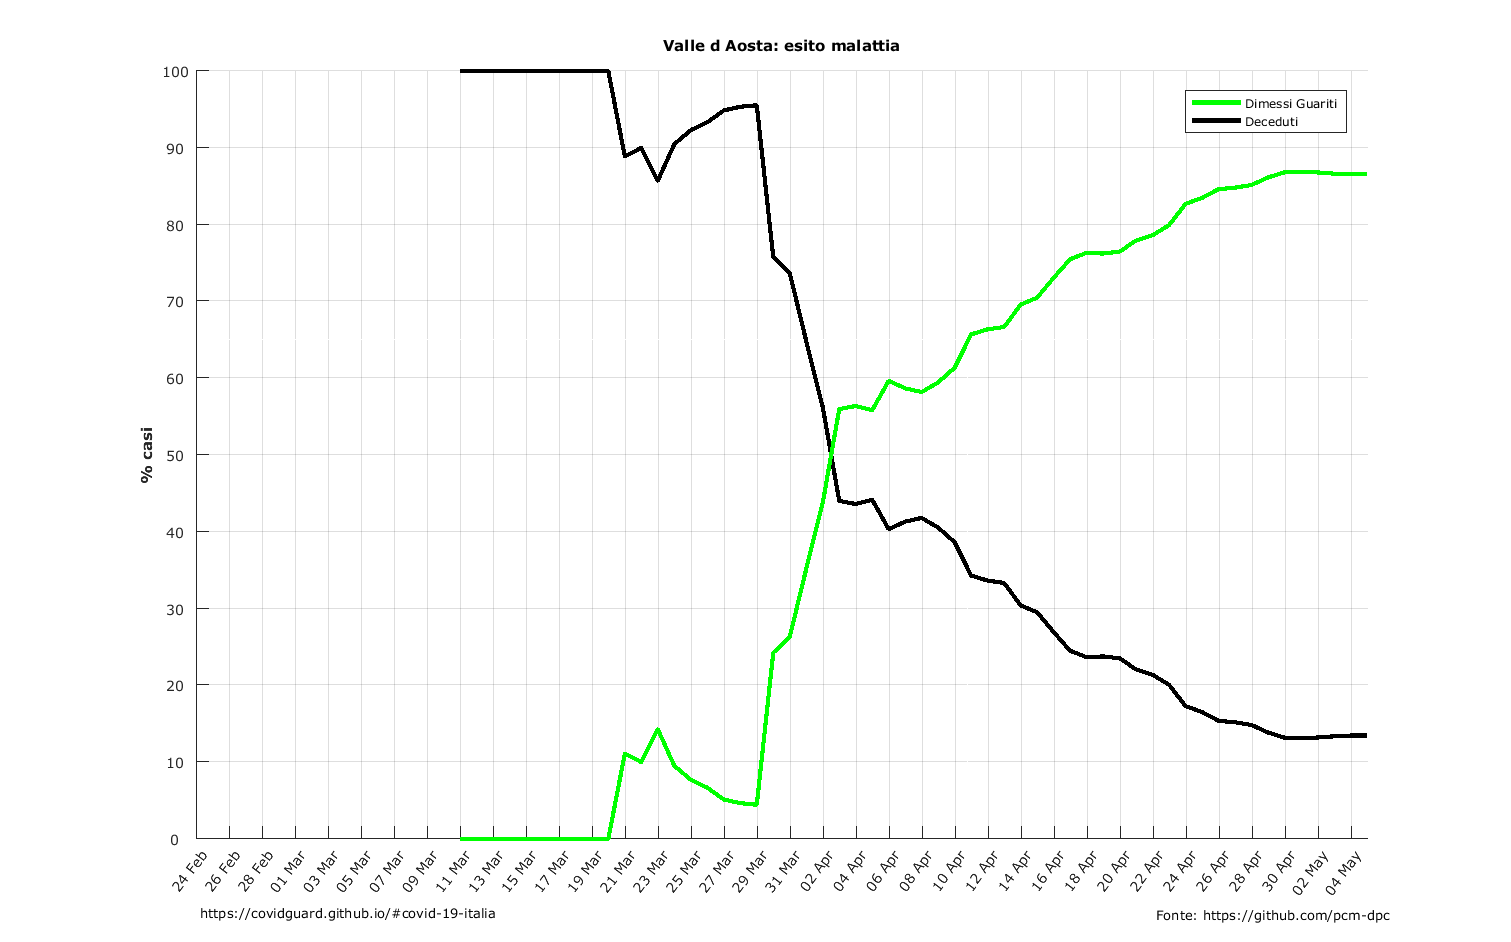 Valle d Aosta: esito malattia
Dimessi Guariti
Deceduti
% casi
100
90
80
70
60
50
40
30
20
10
0
24 Feb
26 Feb
28 Feb
01 Mar
03 Mar
05 Mar
07 Mar
09 Mar
11 Mar
13 Mar
15 Mar
17 Mar
19 Mar
21 Mar
23 Mar
25 Mar
27 Mar
29 Mar
31 Mar
02 Apr
04 Apr
06 Apr
08 Apr
10 Apr
12 Apr
14 Apr
16 Apr
18 Apr
20 Apr
22 Apr
24 Apr
26 Apr
28 Apr
30 Apr
02 May
04 May
https://covidguard.github.io/#covid-19-italia
Fonte: https://github.com/pcm-dpc